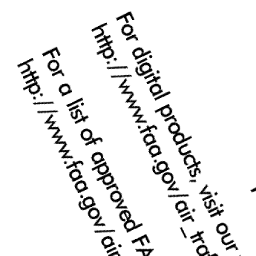 For digital products, visit our
http://www.faa.gov/air_traf
For a list of approved FA
http://www.faa.gov/air